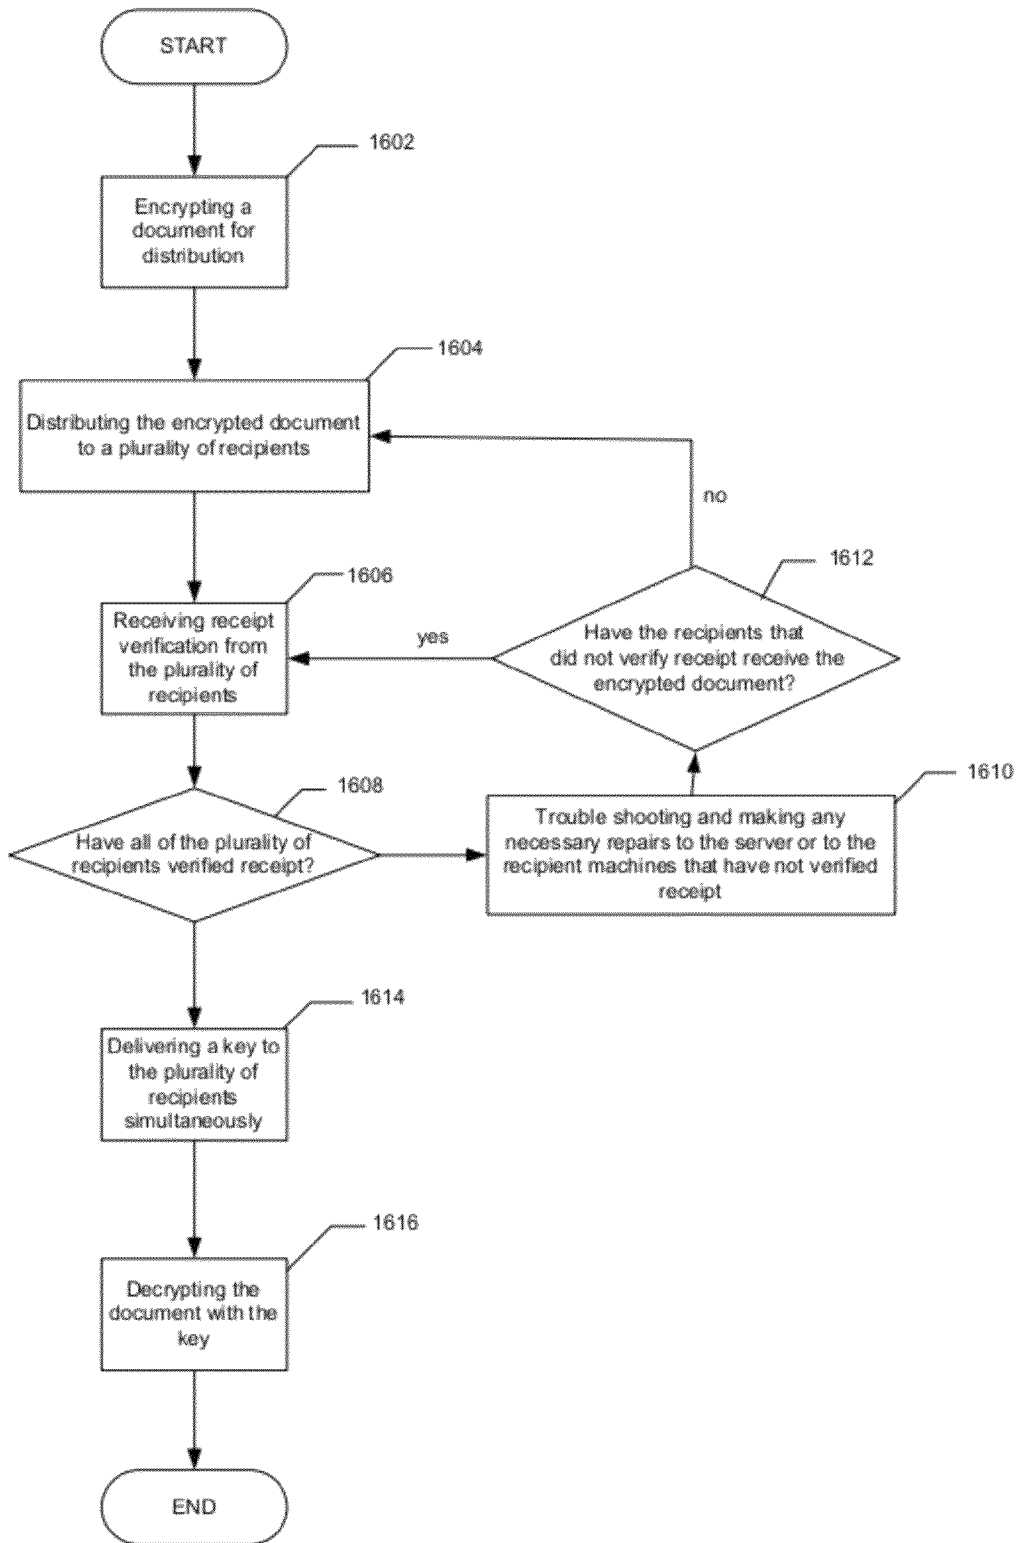 START
1602
Encrypting a
document for
distribution
1604
Distributing the encrypted document
to a plurality of recipients
no
1612
1606
Receiving receipt
verification from
the plurality of
recipients
yes
Have the recipients that
did not verify receipt receive the
encrypted document?
1608
Have all of the plurality of
recipients verified receipt?
1610
Trouble shooting and making any
necessary repairs to the server or to the
recipient machines that have not verified
receipt
1614
Delivering a key to
the plurality of
recipients
simultaneously
1616
Decrypting the
document with the
key
END